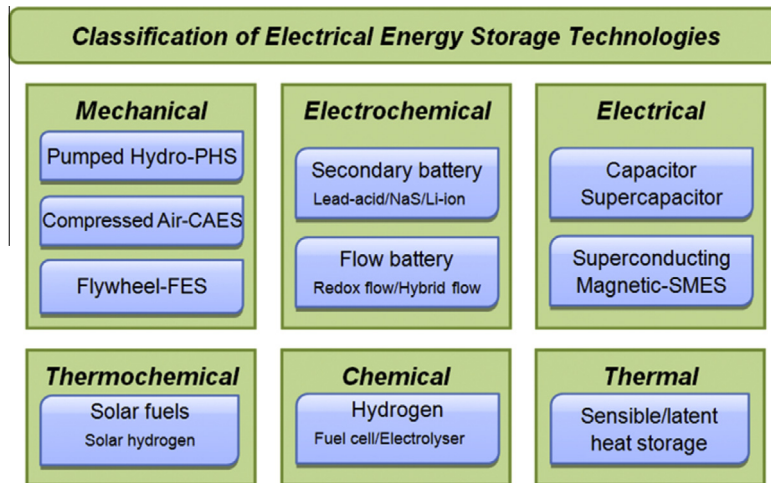 Classification of Electrical Energy Storage Technologies
Mechanical
Pumped Hydro-PHS
Compressed Air-CAES
Flywheel-FES
Electrochemical
Secondary battery
Lead-acid/NaS/Li-ion
Flow battery
Redox flow/Hybrid flow
Electrical
Capacitor
Supercapacitor
Superconducting
Magnetic-SMES
Thermochemical
Solar fuels
Solar hydrogen
Chemical
Hydrogen
Fuel cell/Electrolyser
Thermal
Sensible/latent
heat storage